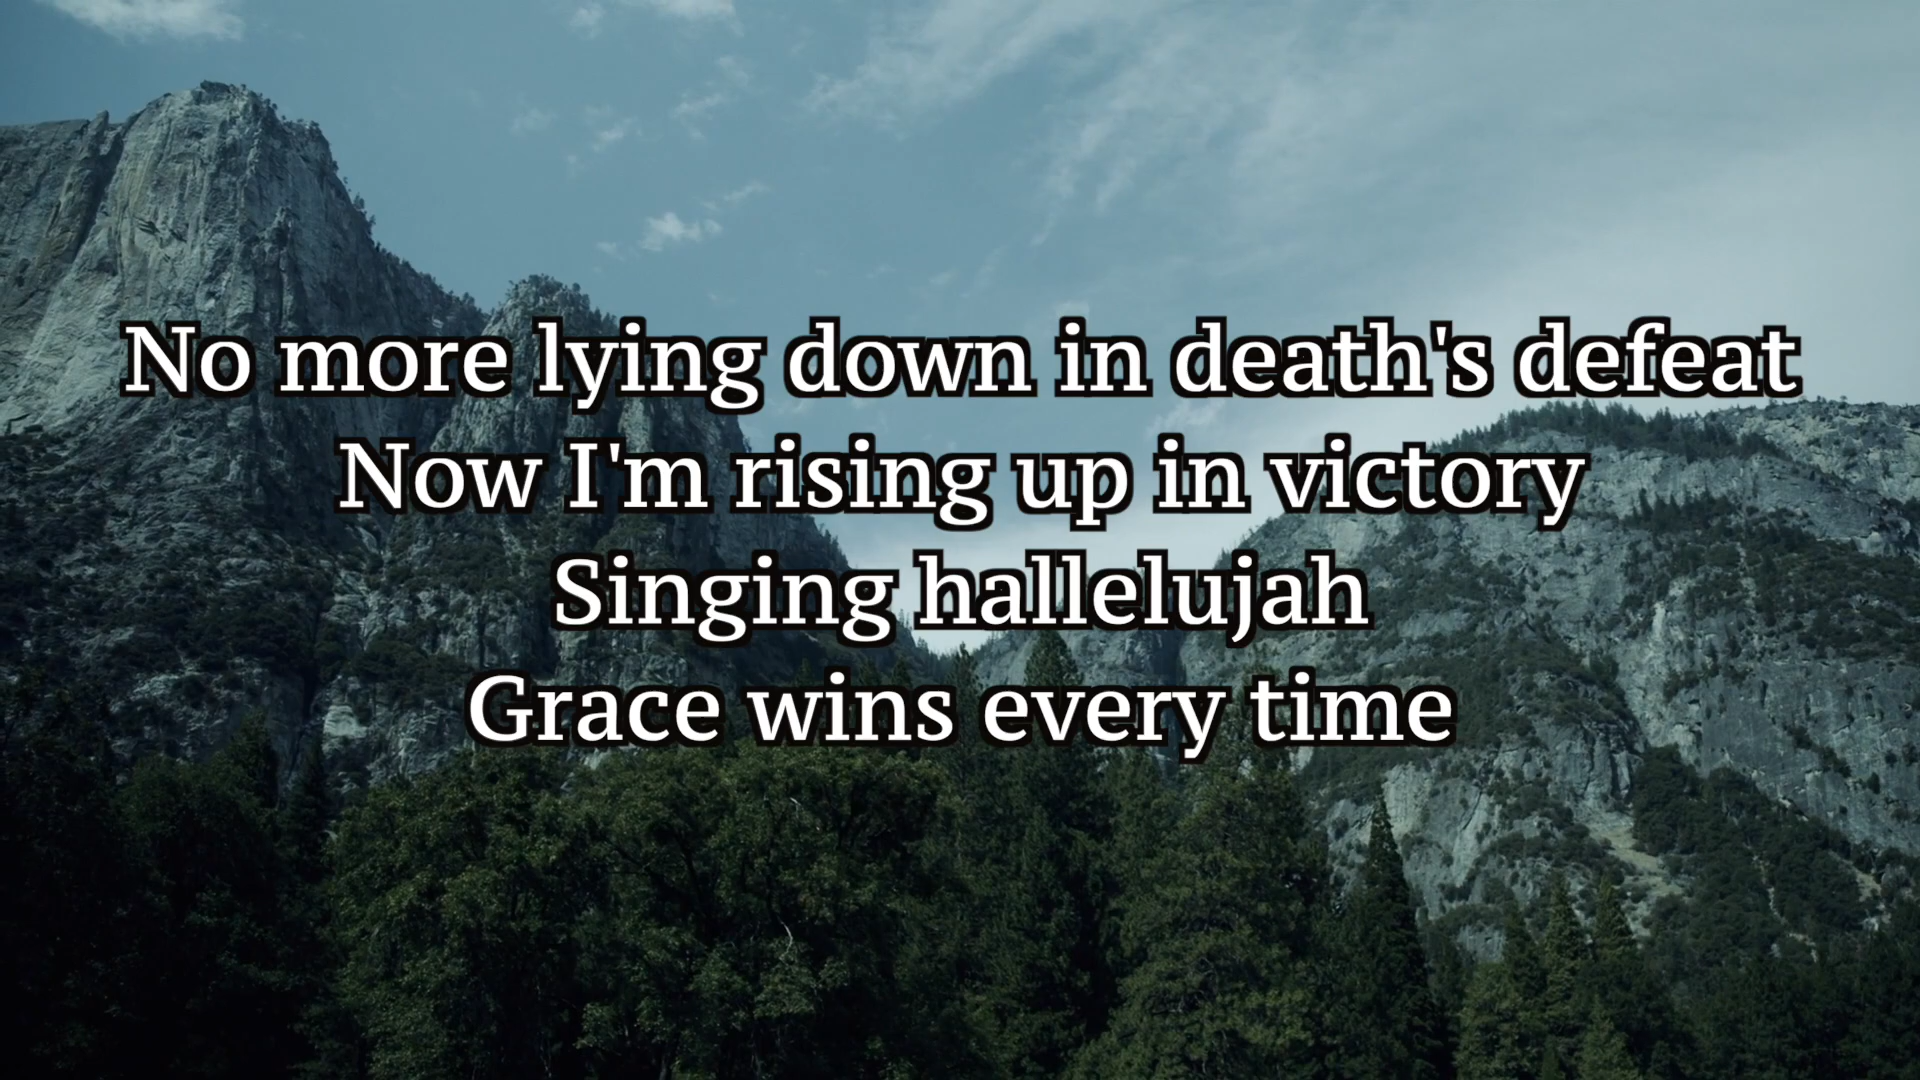 No more lying down in death's defeat
Now I'm rising up in victory
Singing hallelujah
Grace wins every time